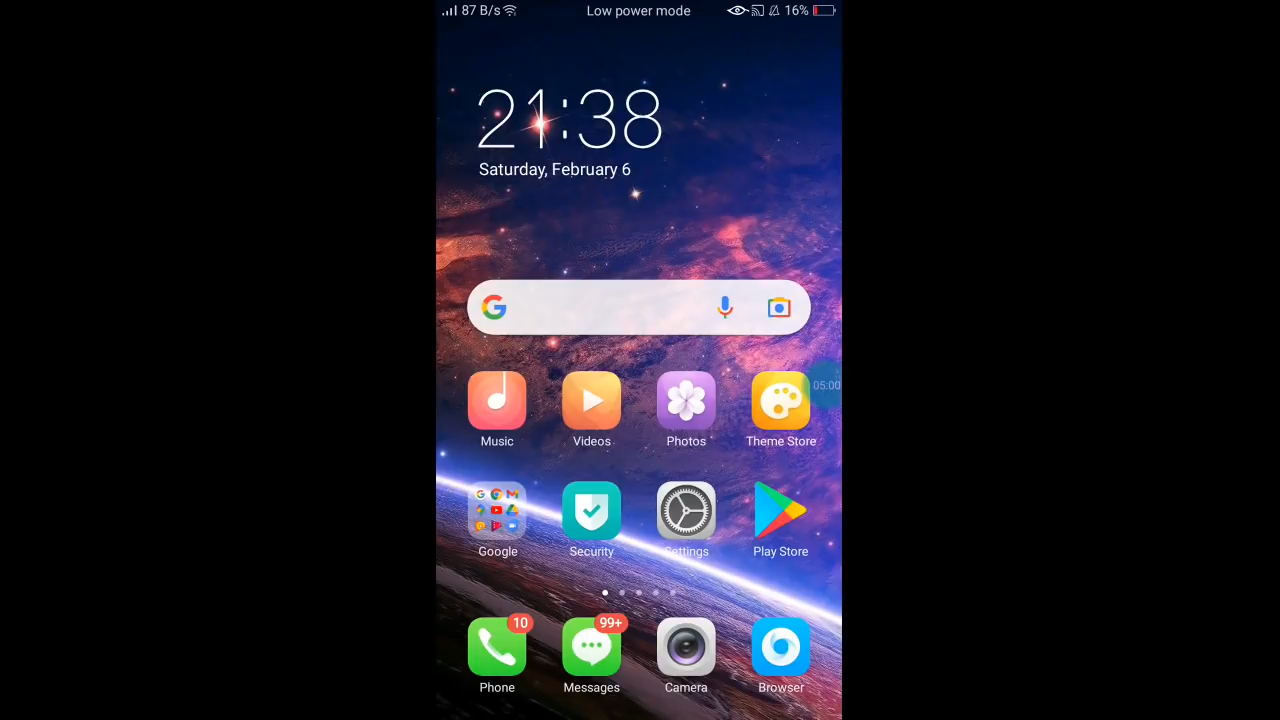 87 B/s Low power mode 16%
21:38
Saturday, February 6
05:00
Music Videos Photos Theme Store
Google Security Settings Play Store
10 99+
Phone Messages Camera Browser